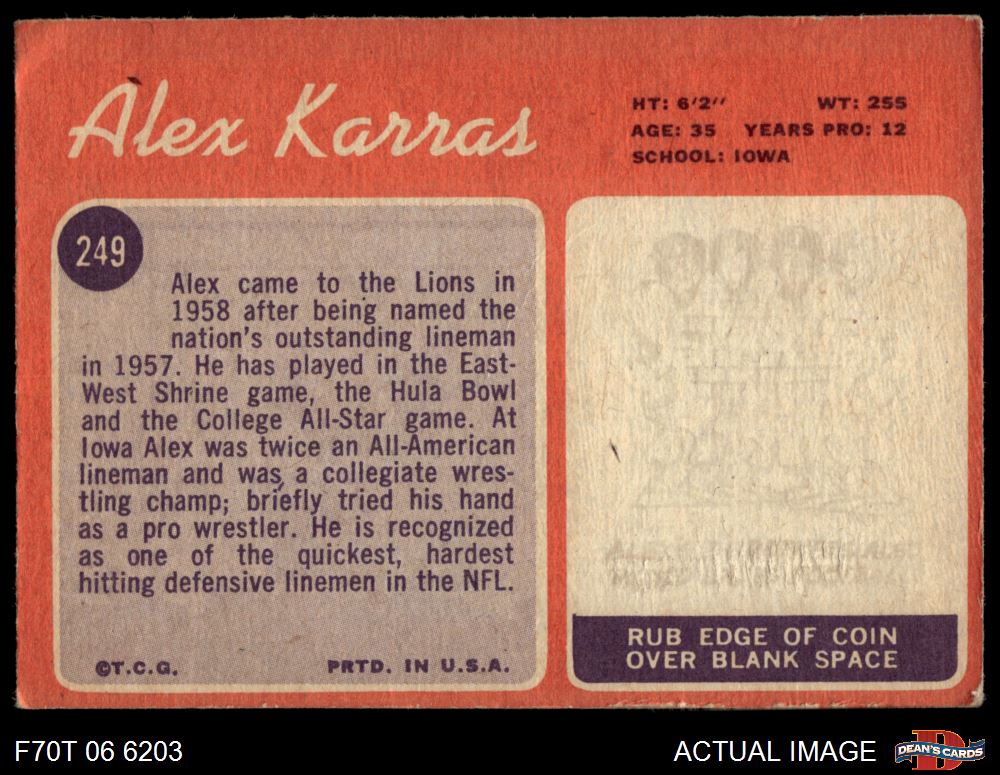 Alex Karras
HT: 6'2'' WT: 255
AGE: 35 YEARS PRO: 12
SCHOOL: IOWA
249
Alex came to the Lions in
1958 after being named the
nation's outstanding lineman
in 1957. He has played in the East-
West Shrine game, the Hula Bowl
and the College All-Star game. At
Iowa Alex was twice an All-American
lineman and was a collegiate wres-
tling champ; briefly tried his hand
as a pro wrestler. He is recognized
as one of the quickest, hardest
hitting defensive linemen in the NFL.
©T.C.G. PRTD. IN U.S.A.
RUB EDGE OF COIN
OVER BLANK SPACE
F70T 06 6203
ACTUAL IMAGE
D
DEAN'S CARDS